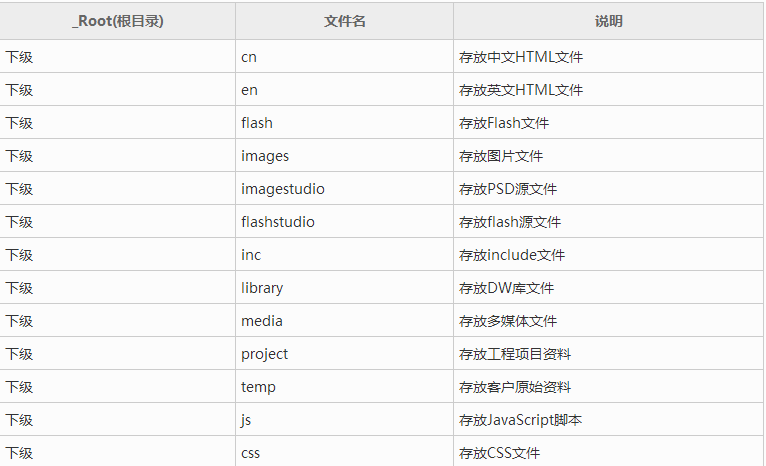 _Root(根目录) 文件名 说明
下级 cn 存放中文HTML文件
下级 en 存放英文HTML文件
下级 flash 存放Flash文件
下级 images 存放图片文件
下级 imagestudio 存放PSD源文件
下级 flashstudio 存放flash源文件
下级 inc 存放include文件
下级 library 存放DW库文件
下级 media 存放多媒体文件
下级 project 存放工程项目资料
下级 temp 存放客户原始资料
下级 js 存放JavaScript脚本
下级 css 存放CSS文件